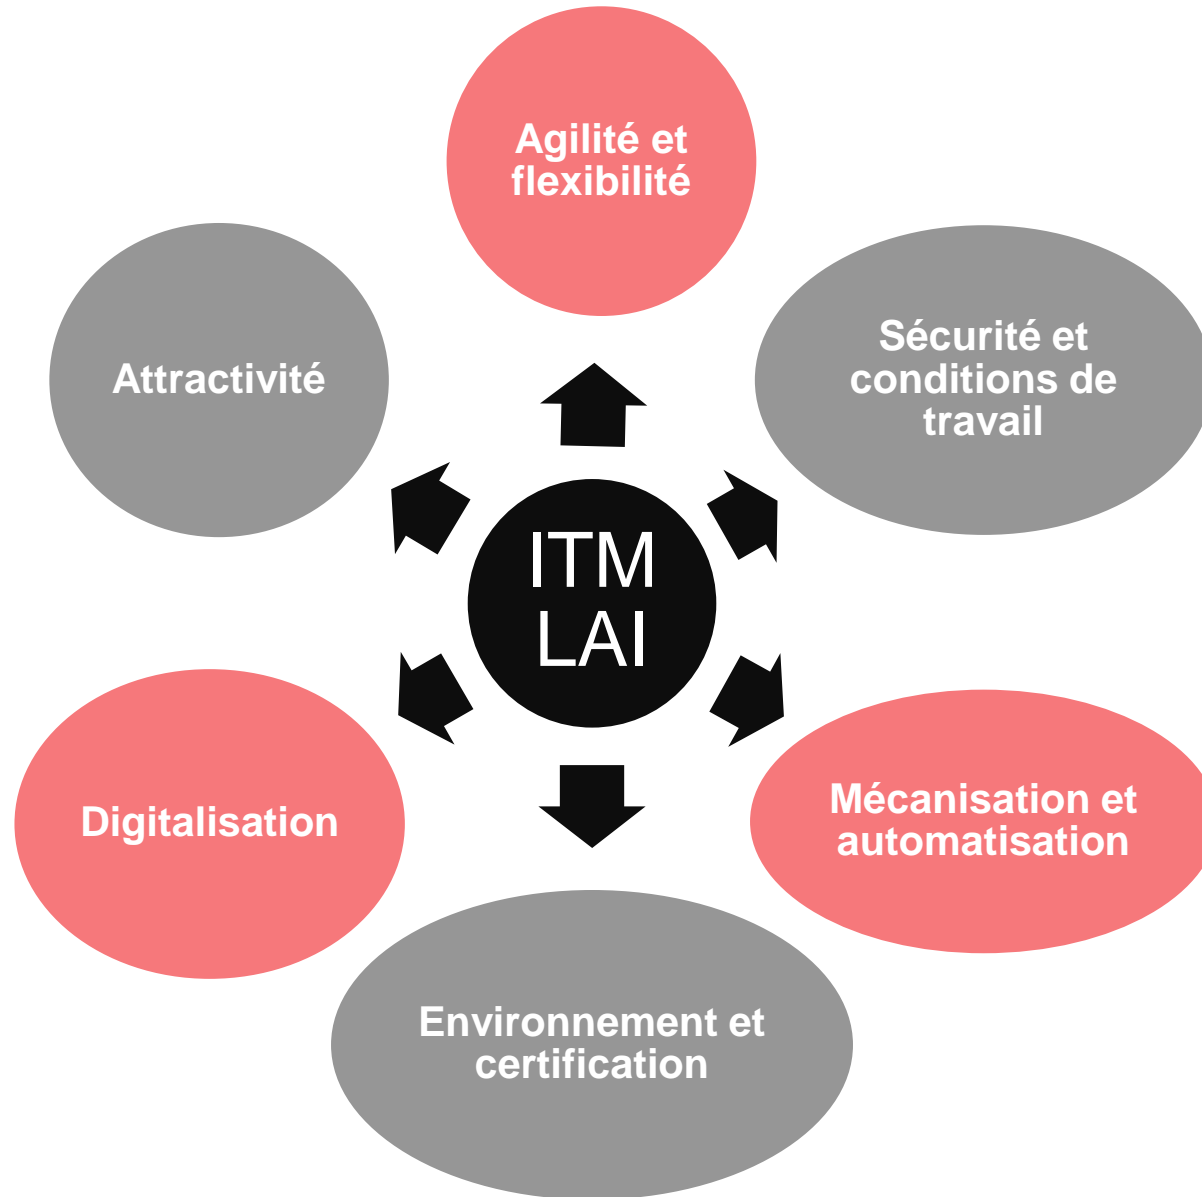 Agilité et
flexibilité
Sécurité et
conditions de
travail
Attractivité
ITM
LAI
Mécanisation et
automatisation
Digitalisation
Environnement et
certification